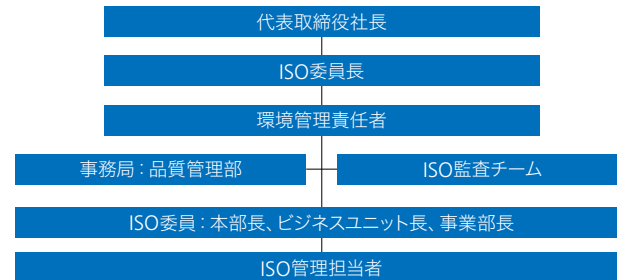 代表取締役社長
ISO委員長
環境管理責任者
事務局：品質管理部
ISO監査チーム
ISO委員：本部長、ビジネスユニット長、事業部長
ISO管理担当者